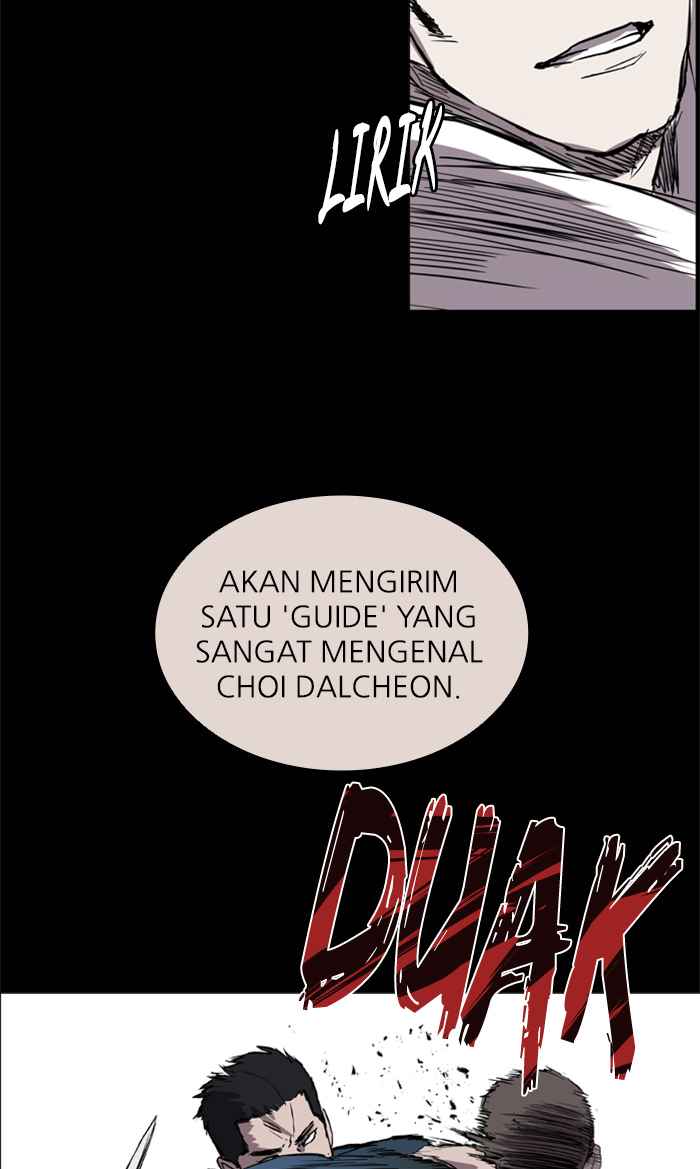 LIRIK
AKAN MENGIRIM
SATU 'GUIDE' YANG
SANGAT MENGENAL
CHOI DALCHEON.
DUAK